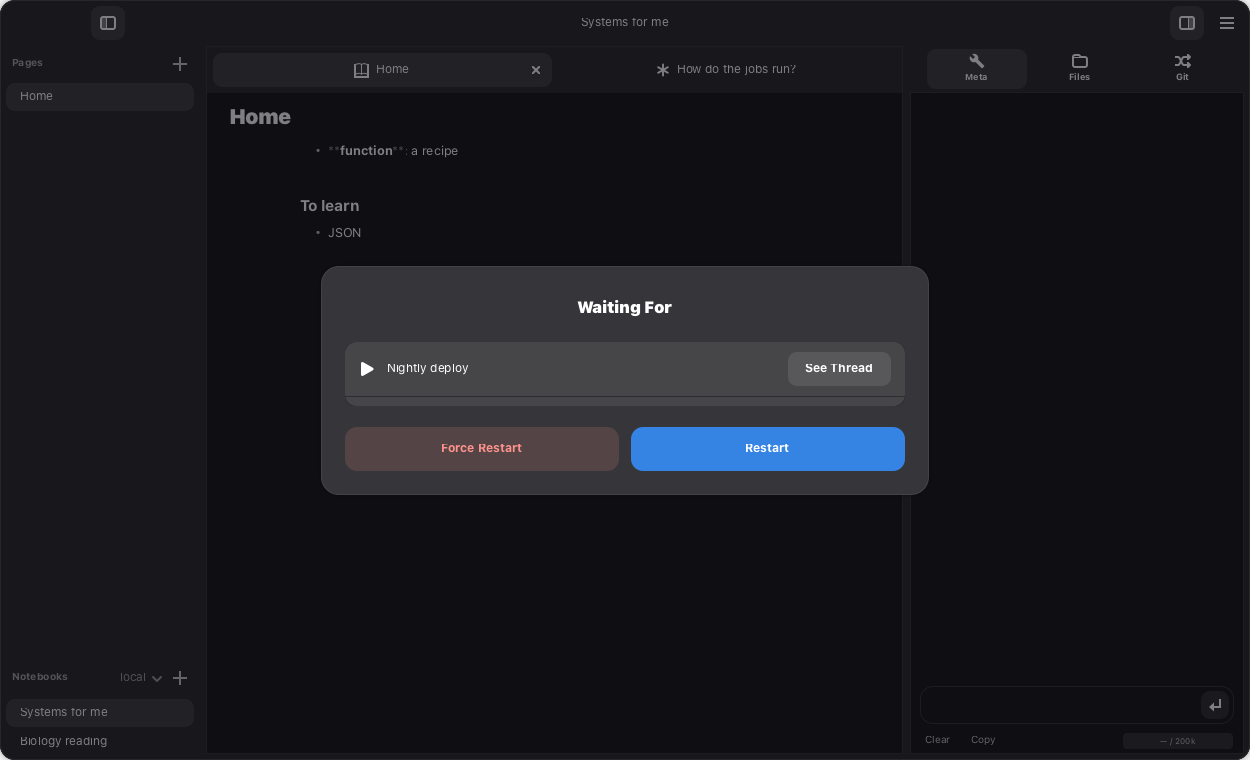 Systems for me
Pages
Home
Home
How do the jobs run?
Meta
Files
Git
Home
• **function**: a recipe
To learn
• JSON
Waiting For
Nightly deploy
See Thread
Force Restart
Restart
Notebooks
local
Systems for me
Biology reading
Clear
Copy
— / 200k